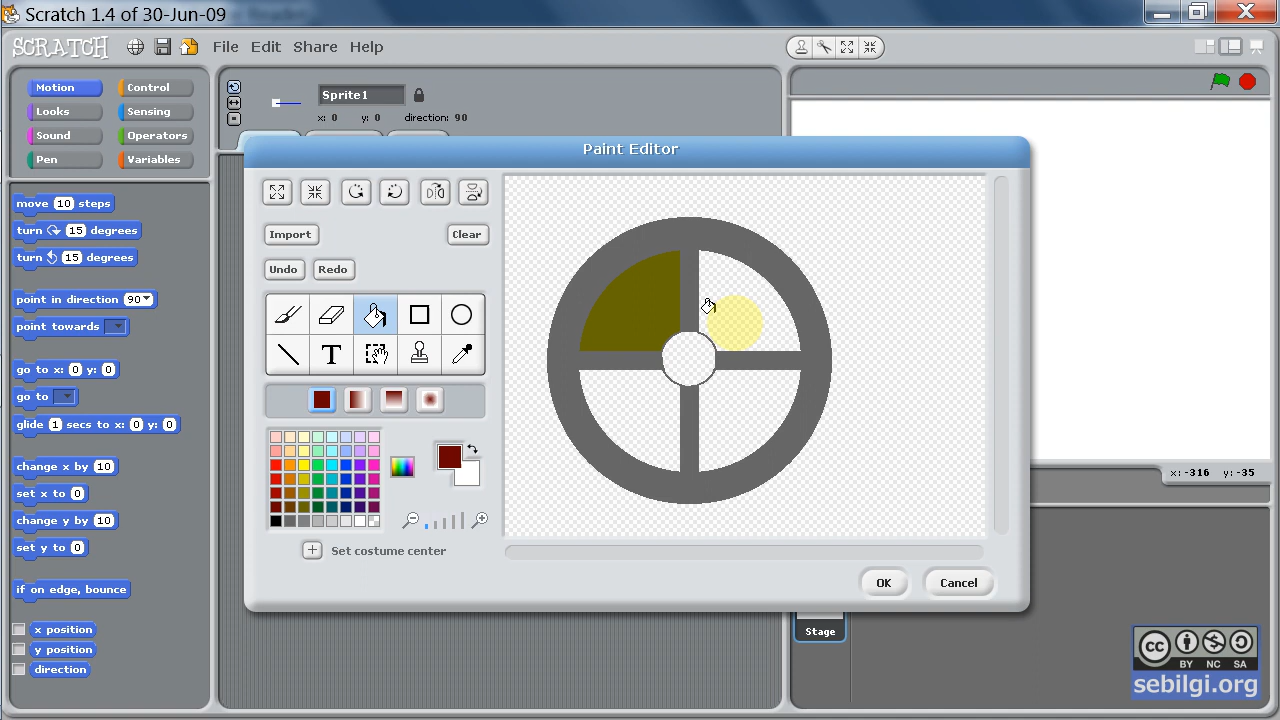 Scratch 1.4 of 30-Jun-09
SCRATCH File Edit Share Help
Motion Control
Looks Sensing
Sound Operators
Pen Variables
Sprite1
x: 0 y: 0 direction: 90
move 10 steps
turn 15 degrees
turn 15 degrees
point in direction 90
point towards
go to x: 0 y: 0
go to
glide 1 secs to x: 0 y: 0
change x by 10
set x to 0
change y by 10
set y to 0
if on edge, bounce
x position
y position
direction
Paint Editor
Import Clear
Undo Redo
T
Set costume center
OK Cancel
x: -316 y: -35
Stage
cc
BY NC SA
sebilgi.org